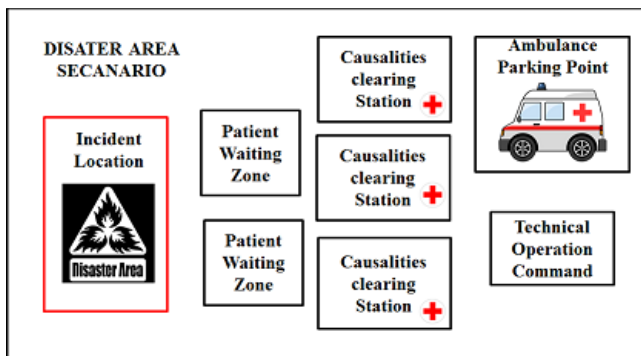 DISATER AREA
SECANARIO
Incident
Location
Disaster Area
Patient
Waiting
Zone
Patient
Waiting
Zone
Causalities
clearing
Station
Causalities
clearing
Station
Causalities
clearing
Station
Ambulance
Parking Point
Technical
Operation
Command